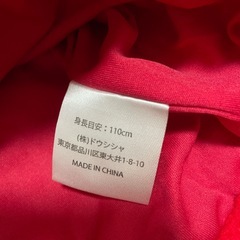 身長目安：110cm
(株)ドウシシャ
東京都品川区東大井1-8-10
MADE IN CHINA